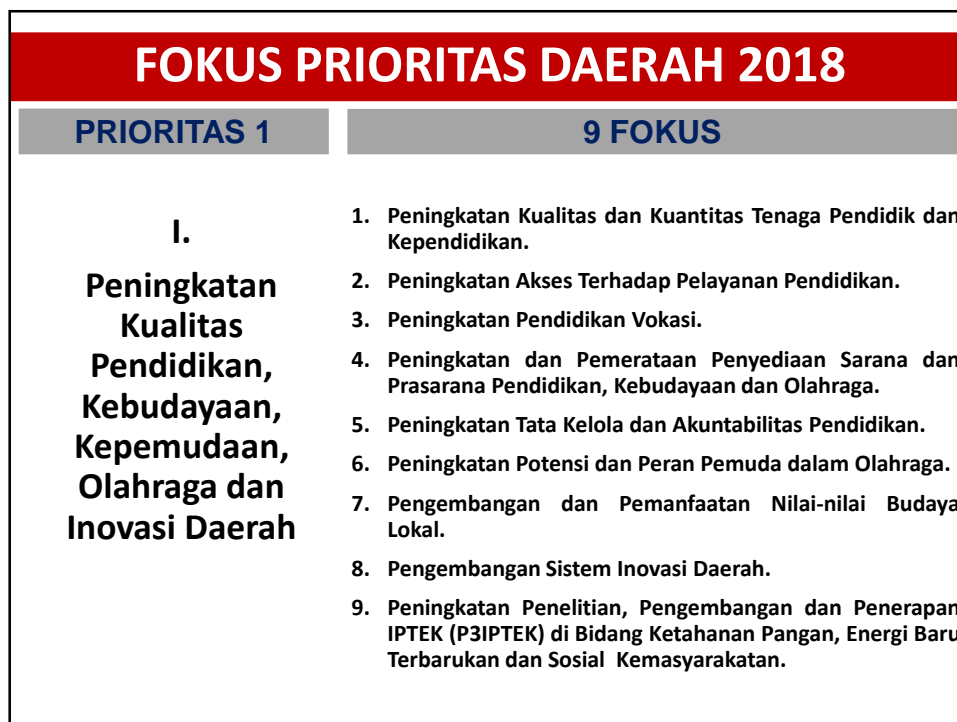 FOKUS PRIORITAS DAERAH 2018
PRIORITAS 1
9 FOKUS
I.
Peningkatan
Kualitas
Pendidikan,
Kebudayaan,
Kepemudaan,
Olahraga dan
Inovasi Daerah
1. Peningkatan Kualitas dan Kuantitas Tenaga Pendidik dan
Kependidikan.
2. Peningkatan Akses Terhadap Pelayanan Pendidikan.
3. Peningkatan Pendidikan Vokasi.
4. Peningkatan dan Pemerataan Penyediaan Sarana dan
Prasarana Pendidikan, Kebudayaan dan Olahraga.
5. Peningkatan Tata Kelola dan Akuntabilitas Pendidikan.
6. Peningkatan Potensi dan Peran Pemuda dalam Olahraga.
7. Pengembangan dan Pemanfaatan Nilai-nilai Budaya
Lokal.
8. Pengembangan Sistem Inovasi Daerah.
9. Peningkatan Penelitian, Pengembangan dan Penerapan
IPTEK (P3IPTEK) di Bidang Ketahanan Pangan, Energi Baru
Terbarukan dan Sosial Kemasyarakatan.